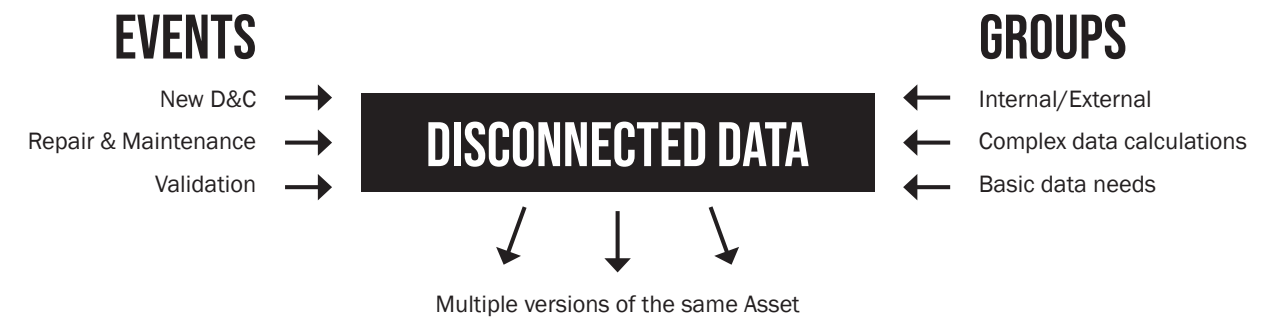 EVENTS
New D&C
Repair & Maintenance
Validation
DISCONNECTED DATA
GROUPS
Internal/External
Complex data calculations
Basic data needs
Multiple versions of the same Asset